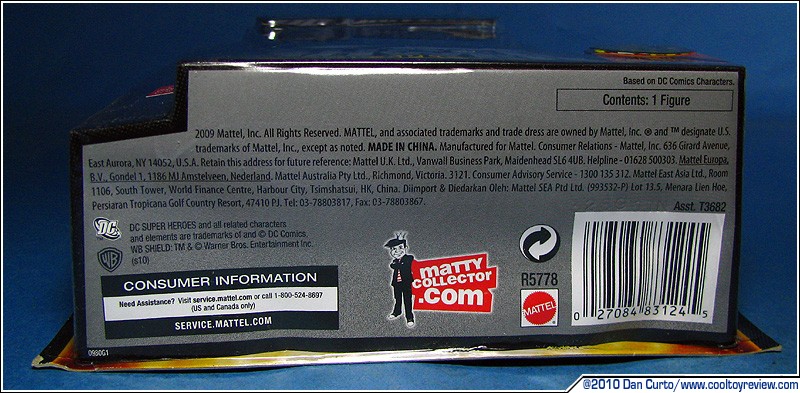 Based on DC Comics Characters.
Contents: 1 Figure
2009 Mattel, Inc. All Rights Reserved. MATTEL, and associated trademarks and trade dress are owned by Mattel, Inc. ® and ™ designate U.S.
trademarks of Mattel, Inc., except as noted. MADE IN CHINA. Manufactured for Mattel. Consumer Relations - Mattel, Inc. 636 Girard Avenue,
East Aurora, NY 14052, U.S.A. Retain this address for future reference: Mattel U.K. Ltd., Vanwall Business Park, Maidenhead SL6 4UB. Helpline - 01628 500303. Mattel Europa,
B.V., Gondel 1, 1186 MJ Amstelveen, Nederland. Mattel Australia Pty Ltd., Richmond, Victoria. 3121. Consumer Advisory Service - 1300 135 312. Mattel East Asia Ltd., Room
1106, South Tower, World Finance Centre, Harbour City, Tsimshatsui, HK, China. Diimport & Diedarkan Oleh: Mattel SEA Ptd Ltd. (993532-P) Lot 13.5, Menara Lien Hoe,
Persiaran Tropicana Golf Country Resort, 47410 PJ. Tel: 03-78803817, Fax: 03-78803867.
Asst. T3682
DC
DC SUPER HEROES and all related characters
and elements are trademarks of and © DC Comics.
WB SHIELD: TM & © Warner Bros. Entertainment Inc.
(s10)
WB
CONSUMER INFORMATION
Need Assistance? Visit service.mattel.com or call 1-800-524-8697
(US and Canada only)
SERVICE.MATTEL.COM
MATTY
COLLECTOR
.com
R5778
MATTEL
0 27084 83124 5
0980G1
©2010 Dan Curto/www.cooltoyreview.com